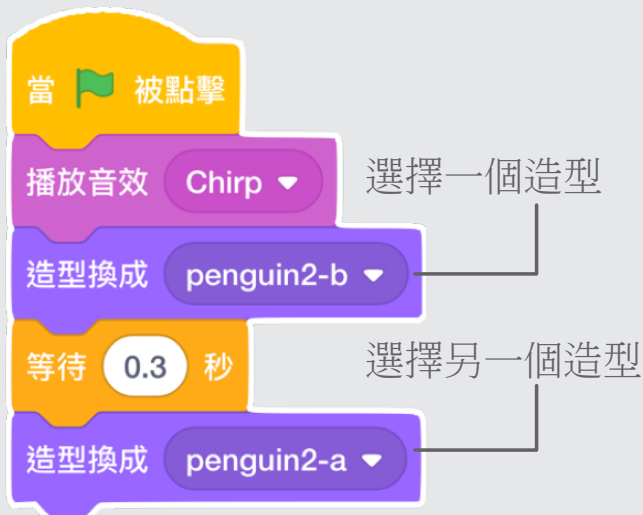 當 被點擊
播放音效 Chirp
選擇一個造型
造型換成 penguin2-b
等待 0.3 秒
選擇另一個造型
造型換成 penguin2-a